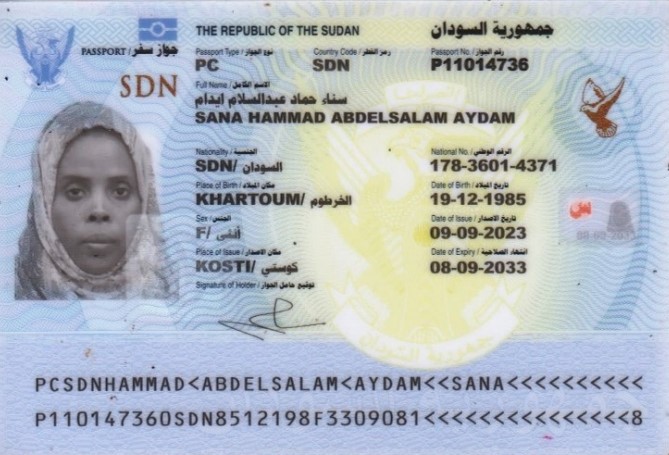 THE REPUBLIC OF THE SUDAN جمهورية السودان
PASSPORT / جواز سفر
Passport Type / نوع الجواز Country Code / رمز القطر Passport No. / رقم الجواز
PC SDN P11014736
SDN
Full Name / الاسم الكامل
سناء حماد عبدالسلام ايدام
SANA HAMMAD ABDELSALAM AYDAM
Nationality / الجنسية National No. / الرقم الوطني
SDN/ السودان 178-3601-4371
Place of Birth / مكان الميلاد Date of Birth / تاريخ الميلاد
KHARTOUM/ الخرطوم 19-12-1985
Sex / الجنس Date of Issue / تاريخ الاصدار
F/ أنثى 09-09-2023
س
08-09-2033
Place of Issue / مكان الاصدار Date of Expiry / انتهاء الصلاحية
KOSTI/ كوستي 08-09-2033
Signature of Holder / توقيع حامل الجواز
جمهورية السودان
PCSDNHAMMAD<ABDELSALAM<AYDAM<<SANA<<<<<<<<<<
P110147360SDN8512198F3309081<<<<<<<<<<<<<<<8